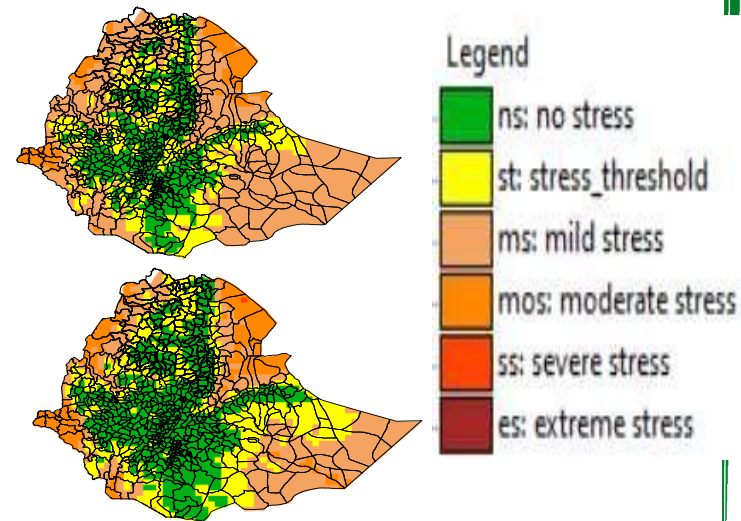 Legend
ns: no stress
st: stress_threshold
ms: mild stress
mos: moderate stress
ss: severe stress
es: extreme stress